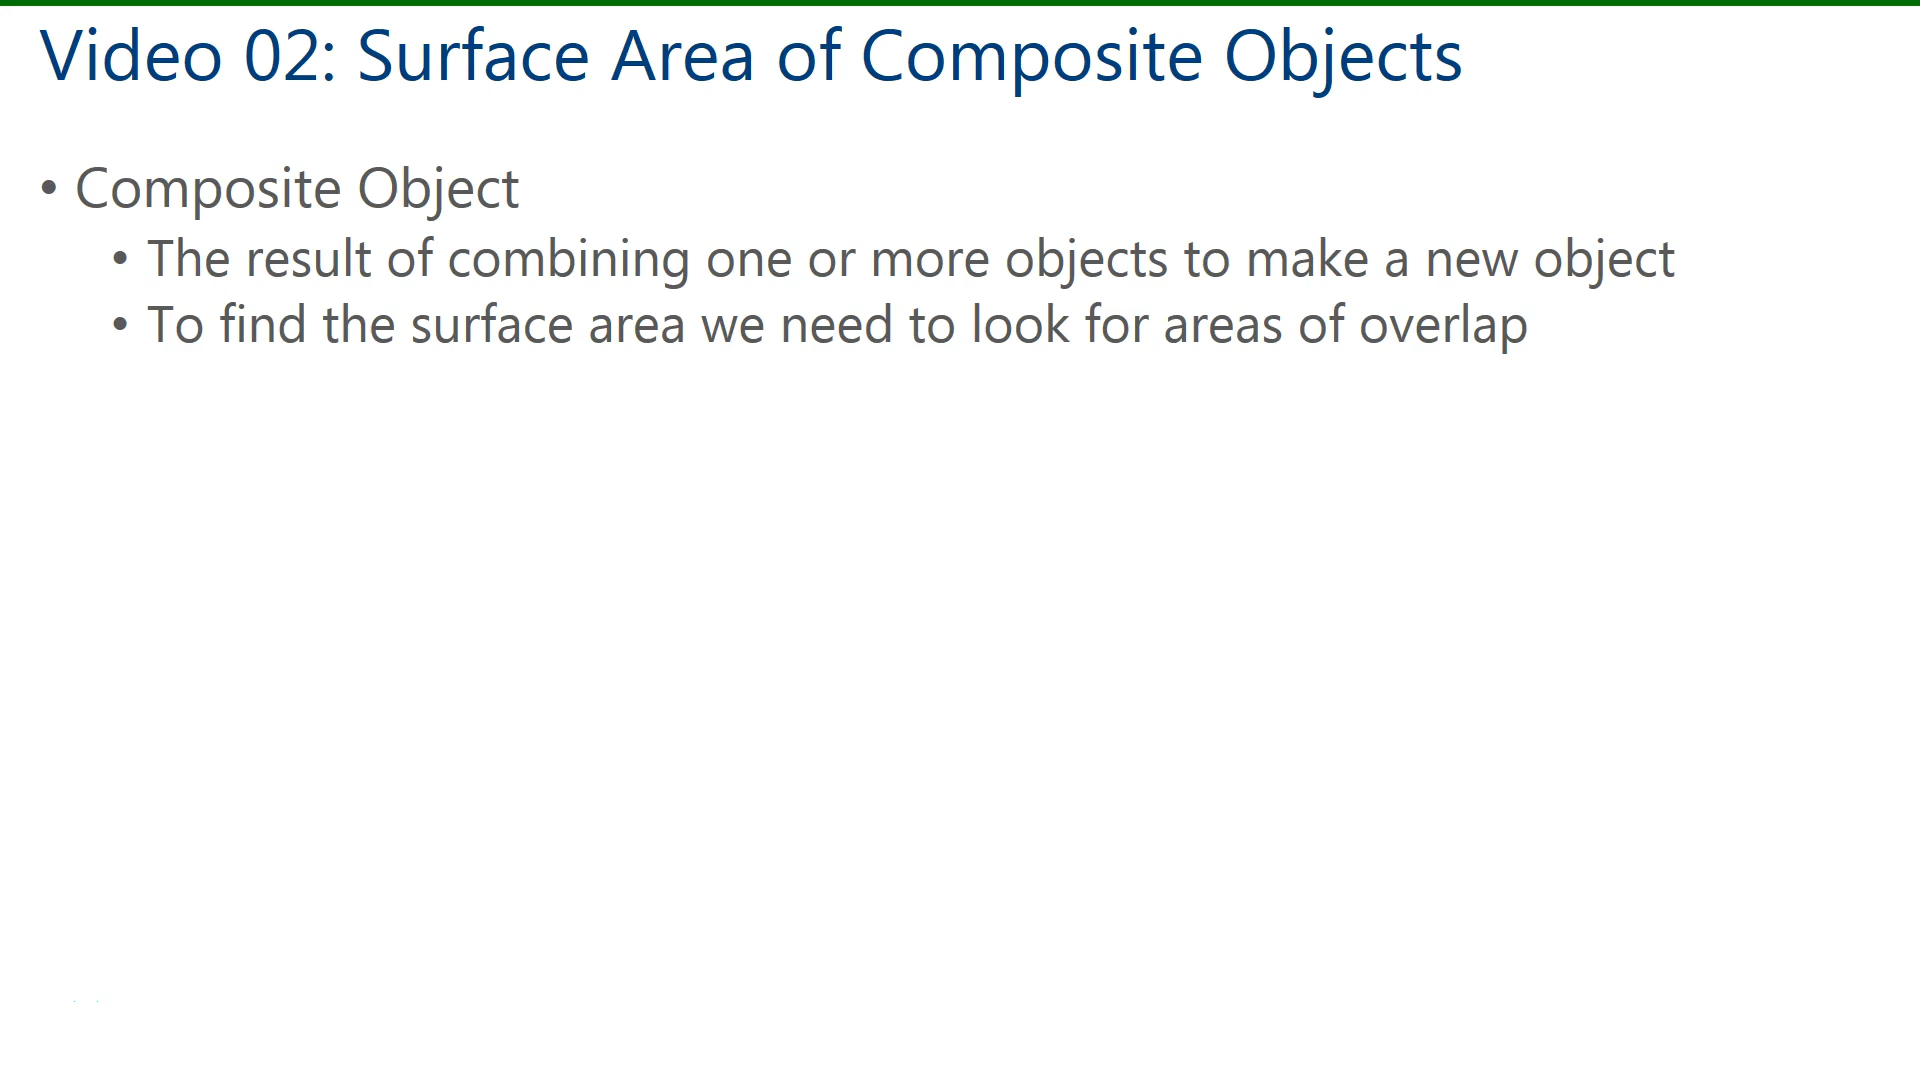 Video 02: Surface Area of Composite Objects
• Composite Object
• The result of combining one or more objects to make a new object
• To find the surface area we need to look for areas of overlap